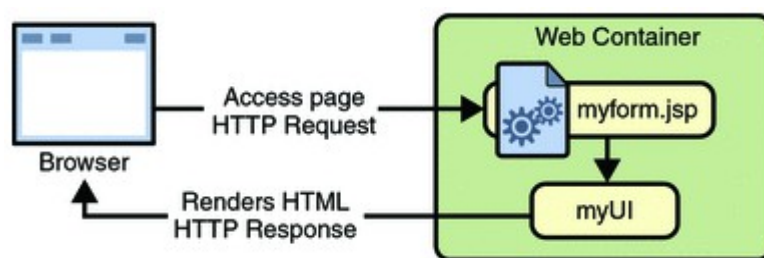 Web Container
Access page
HTTP Request
myform.jsp
Browser
Renders HTML
HTTP Response
myUI